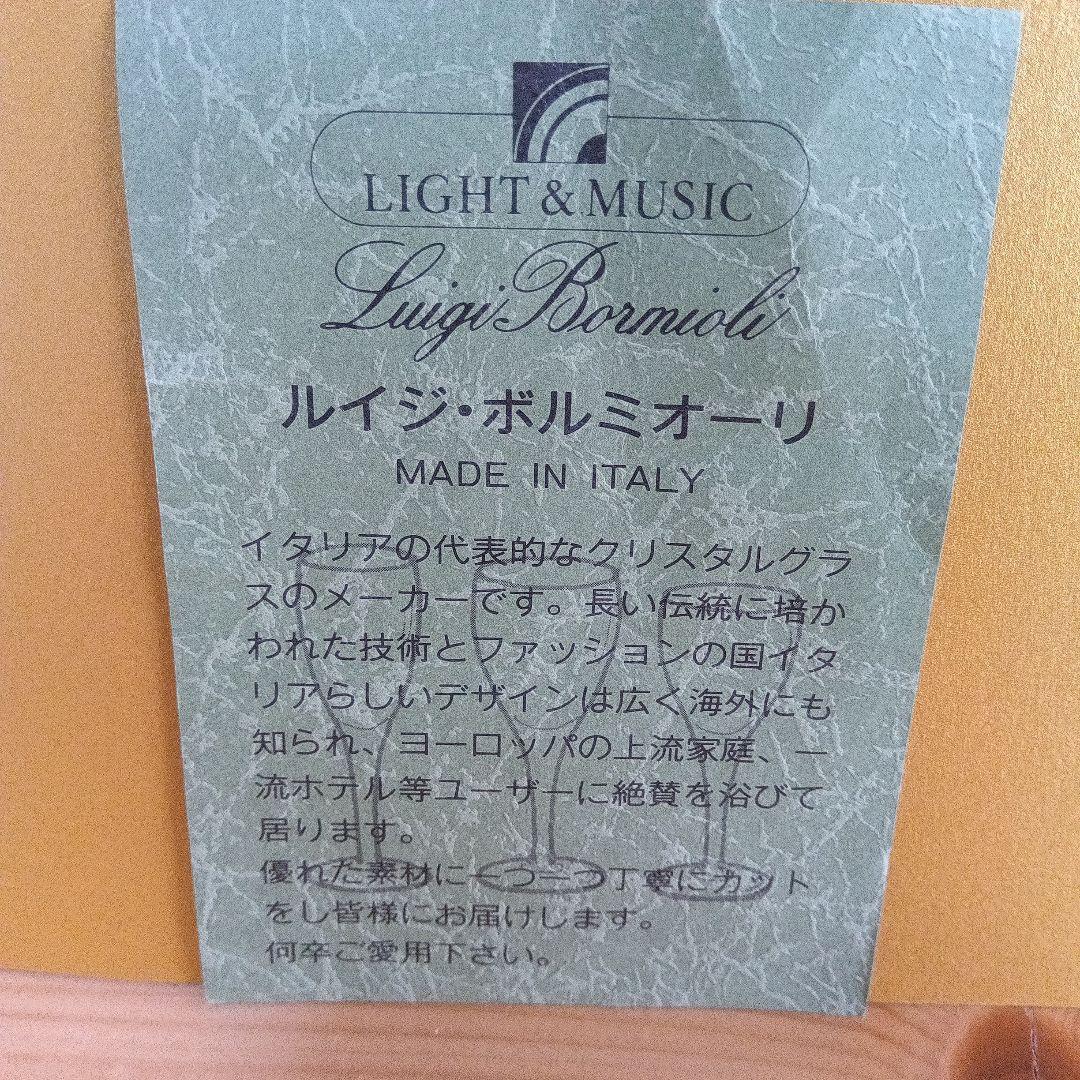 LIGHT & MUSIC
Luigi Bormioli
ルイジ・ボルミオーリ
MADE IN ITALY
イタリアの代表的なクリスタルグラ
スのメーカーです。長い伝統に培か
われた技術とファッションの国イタ
リアらしいデザインは広く海外にも
知られ、ヨーロッパの上流家庭、一
流ホテル等ユーザーに絶賛を浴びて
居ります。
優れた素材に一つ一つ丁寧にカット
をし皆様にお届けします。
何卒ご愛用下さい。